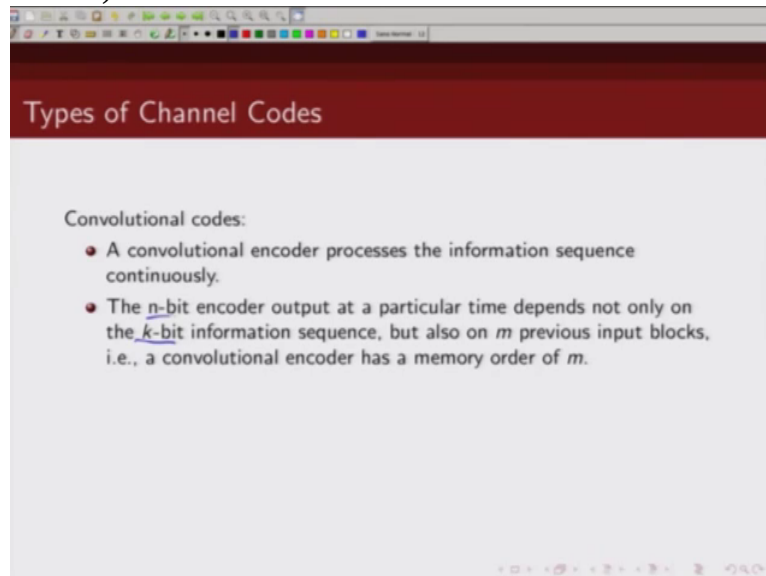 Types of Channel Codes
Convolutional codes:
A convolutional encoder processes the information sequence
continuously.
The n-bit encoder output at a particular time depends not only on
the k-bit information sequence, but also on m previous input blocks,
i.e., a convolutional encoder has a memory order of m.